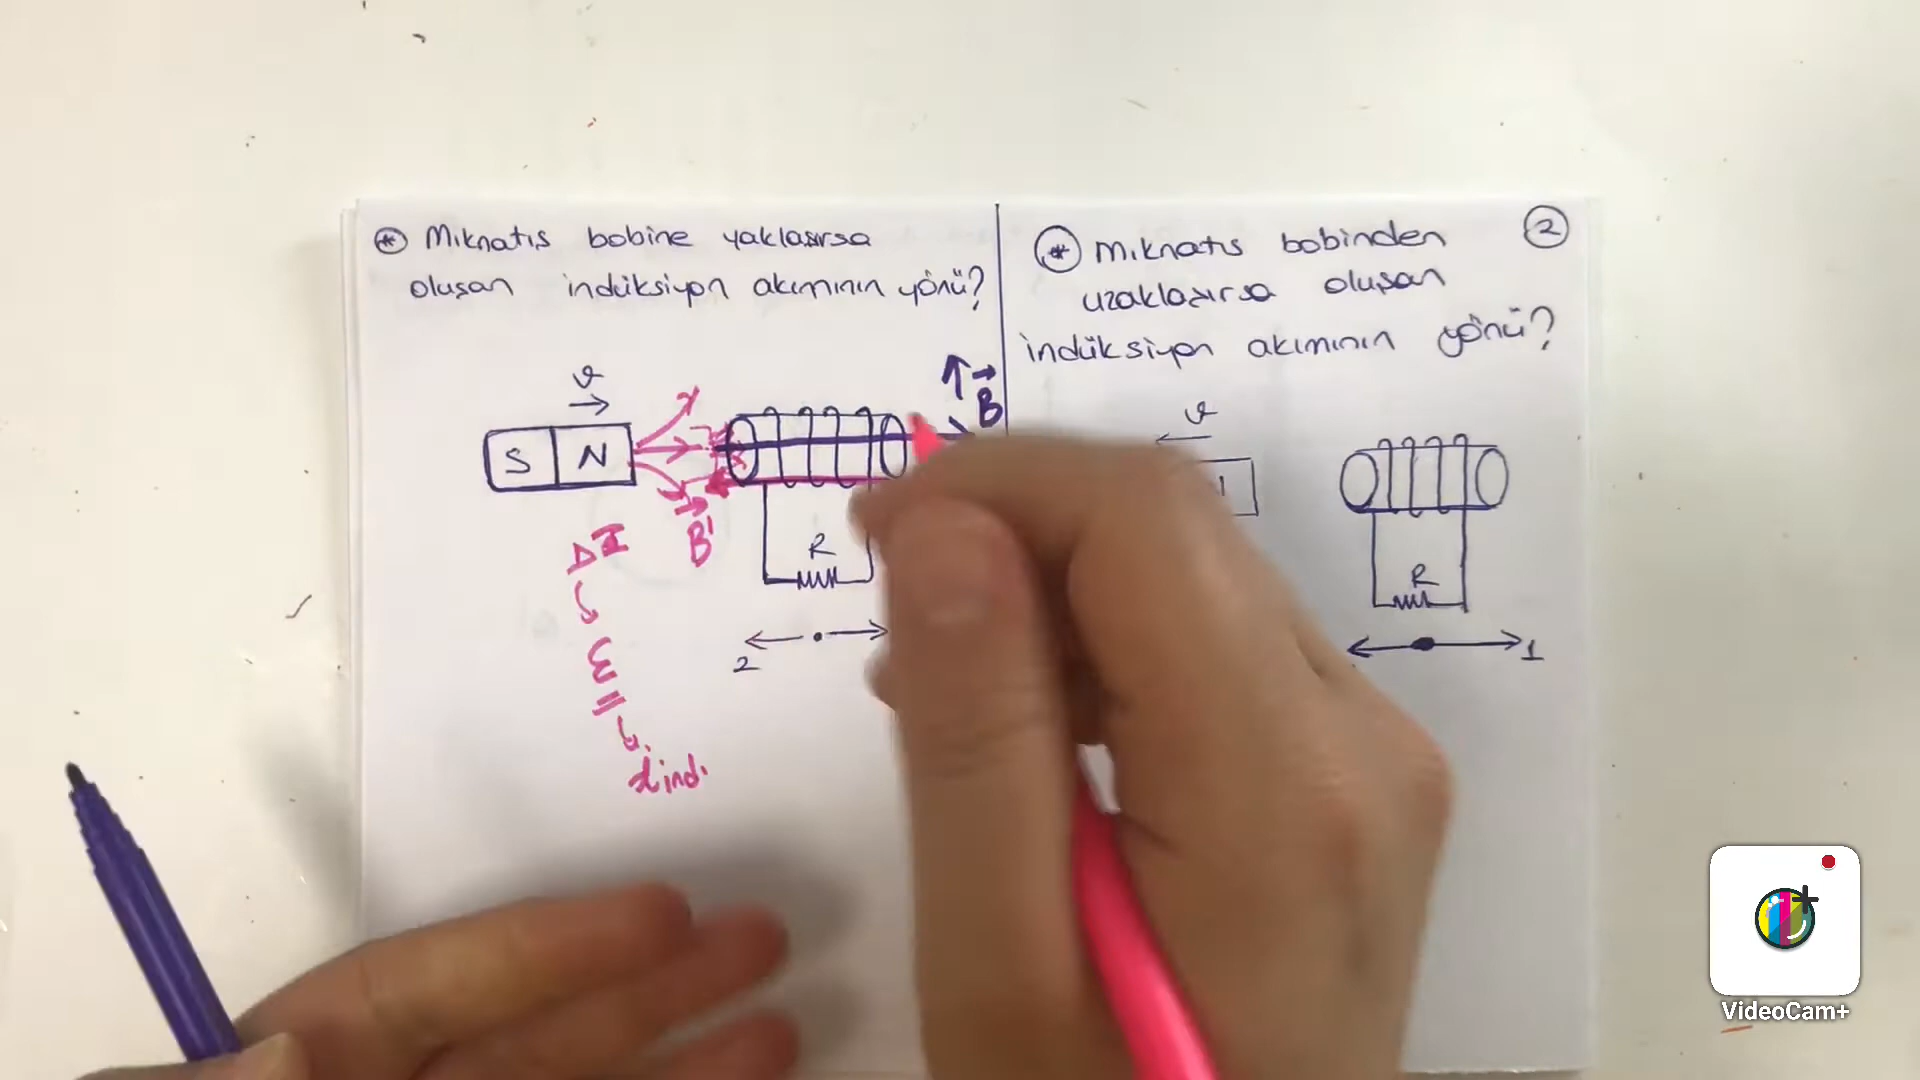 * Mıknatıs bobine yaklaşırsa
oluşan indüksiyon akımının yönü?
v
S N
B'
B
R
2
ΔΦ
ε
i ind.
2
* Mıknatıs bobinden
uzaklaşırsa oluşan
indüksiyon akımının yönü?
v
R
1
VideoCam+